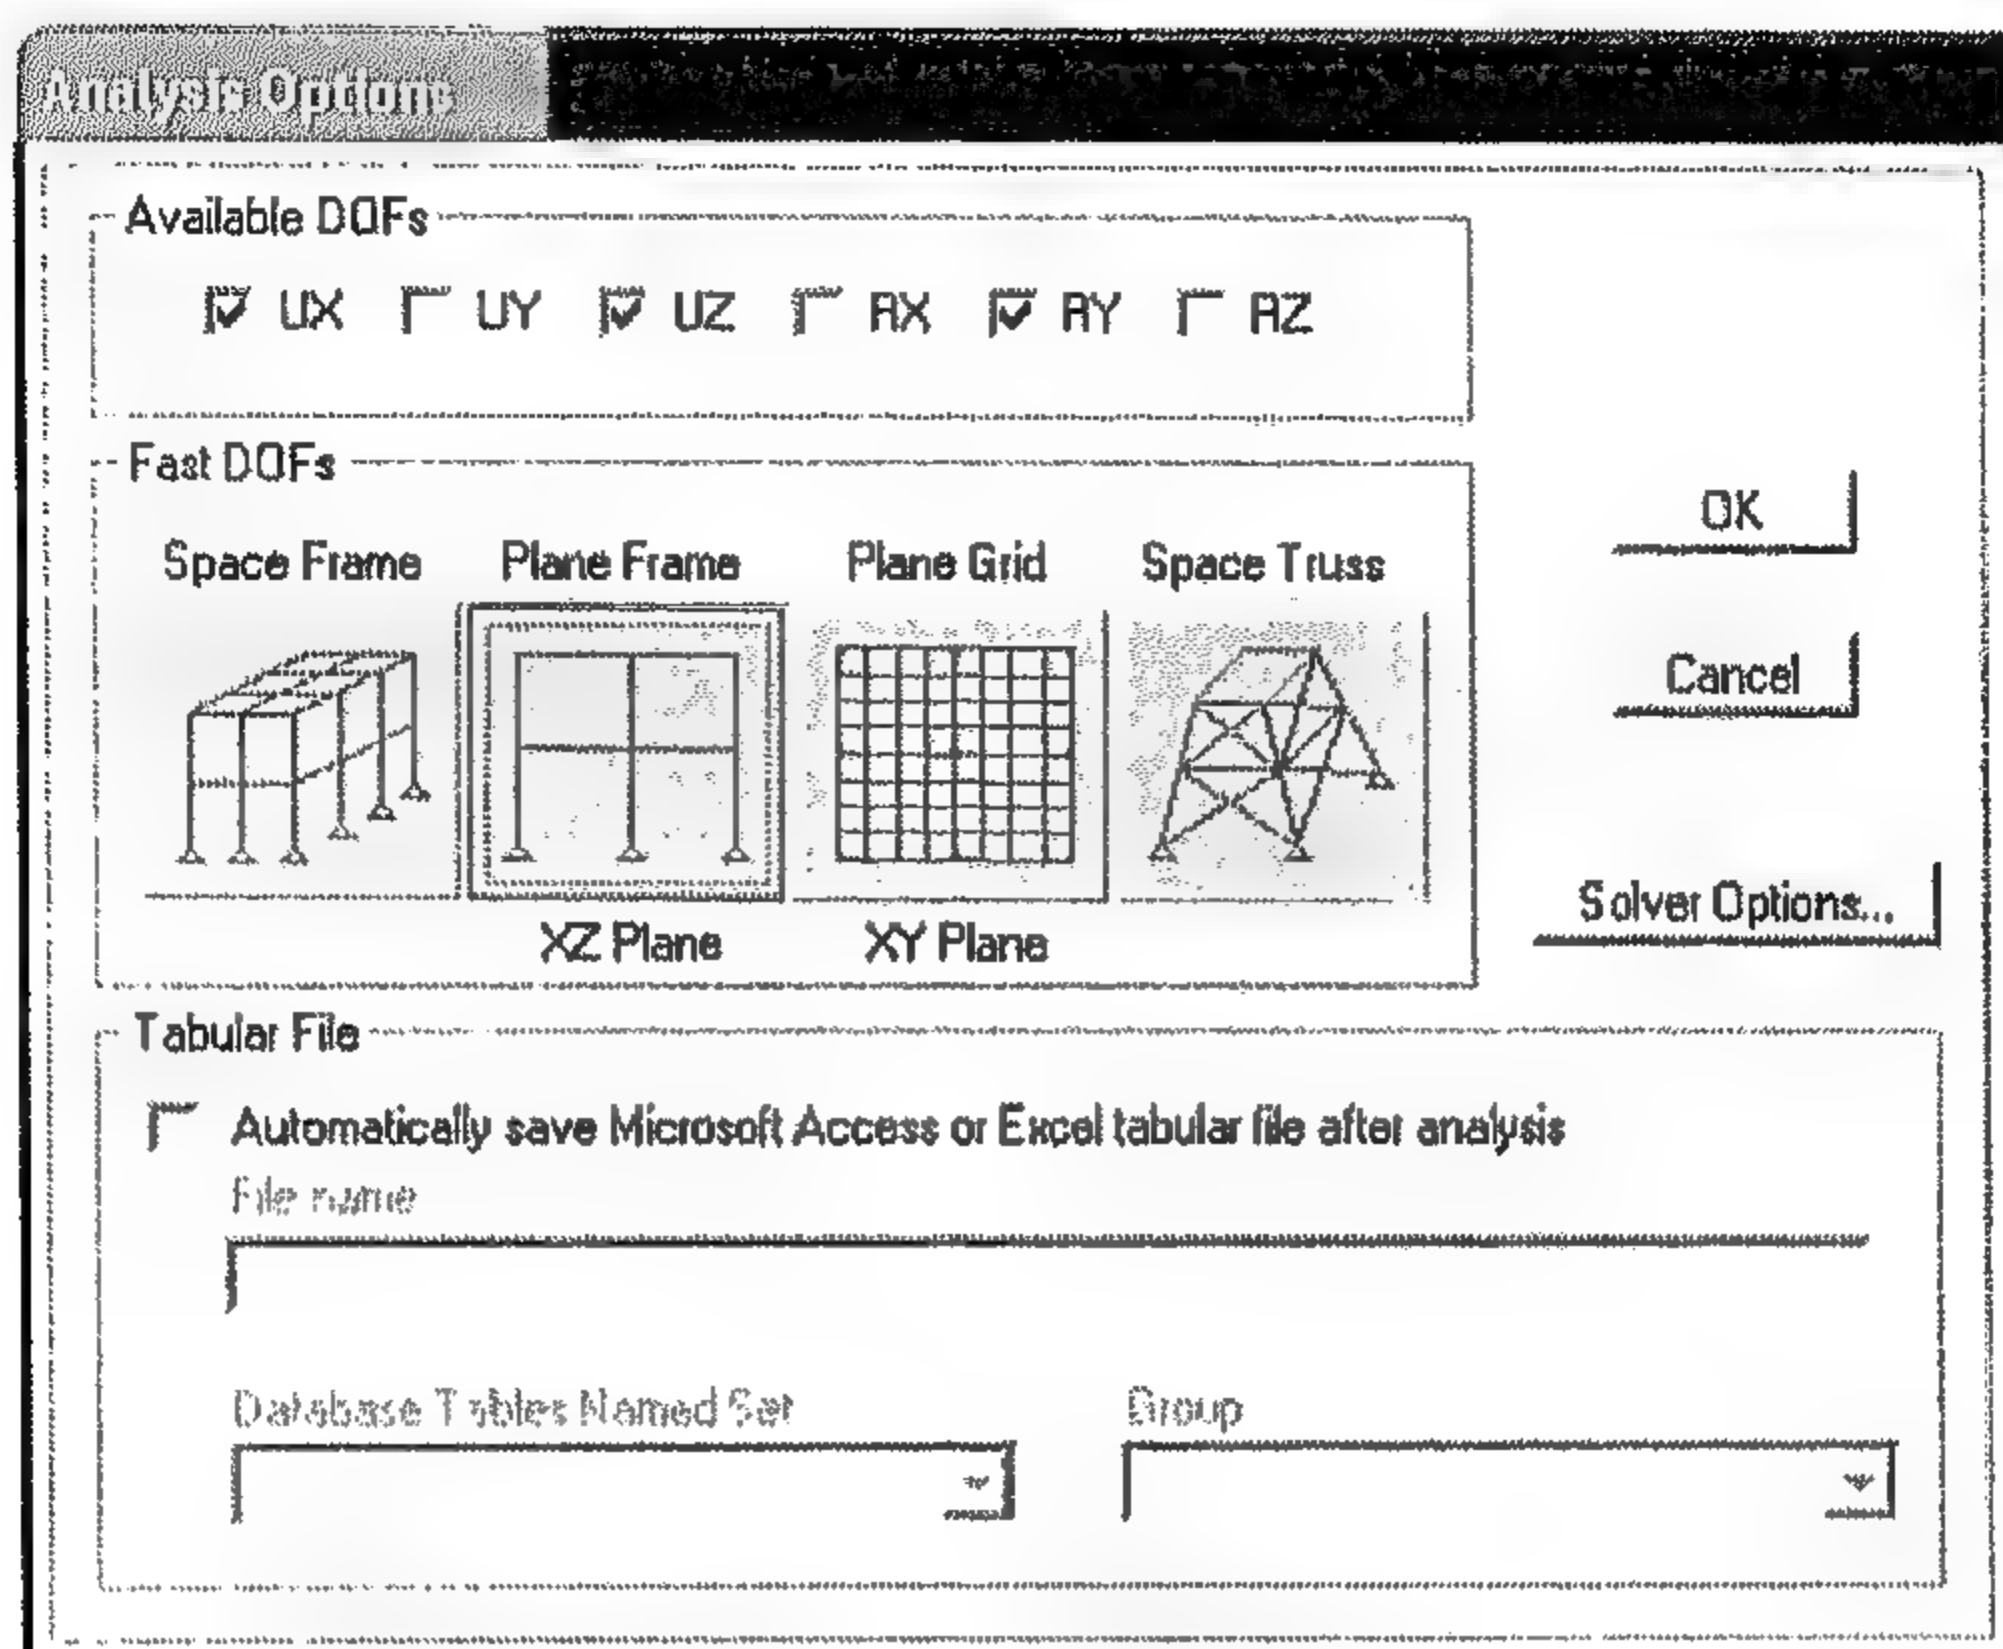 Analysis Options
Available DOFs
UX UY UZ RX RY RZ
Fast DOFs
Space Frame Plane Frame Plane Grid Space Truss
OK
Cancel
Solver Options...
XZ Plane XY Plane
Tabular File
Automatically save Microsoft Access or Excel tabular file after analysis
File name
Database Tables Named Set Group